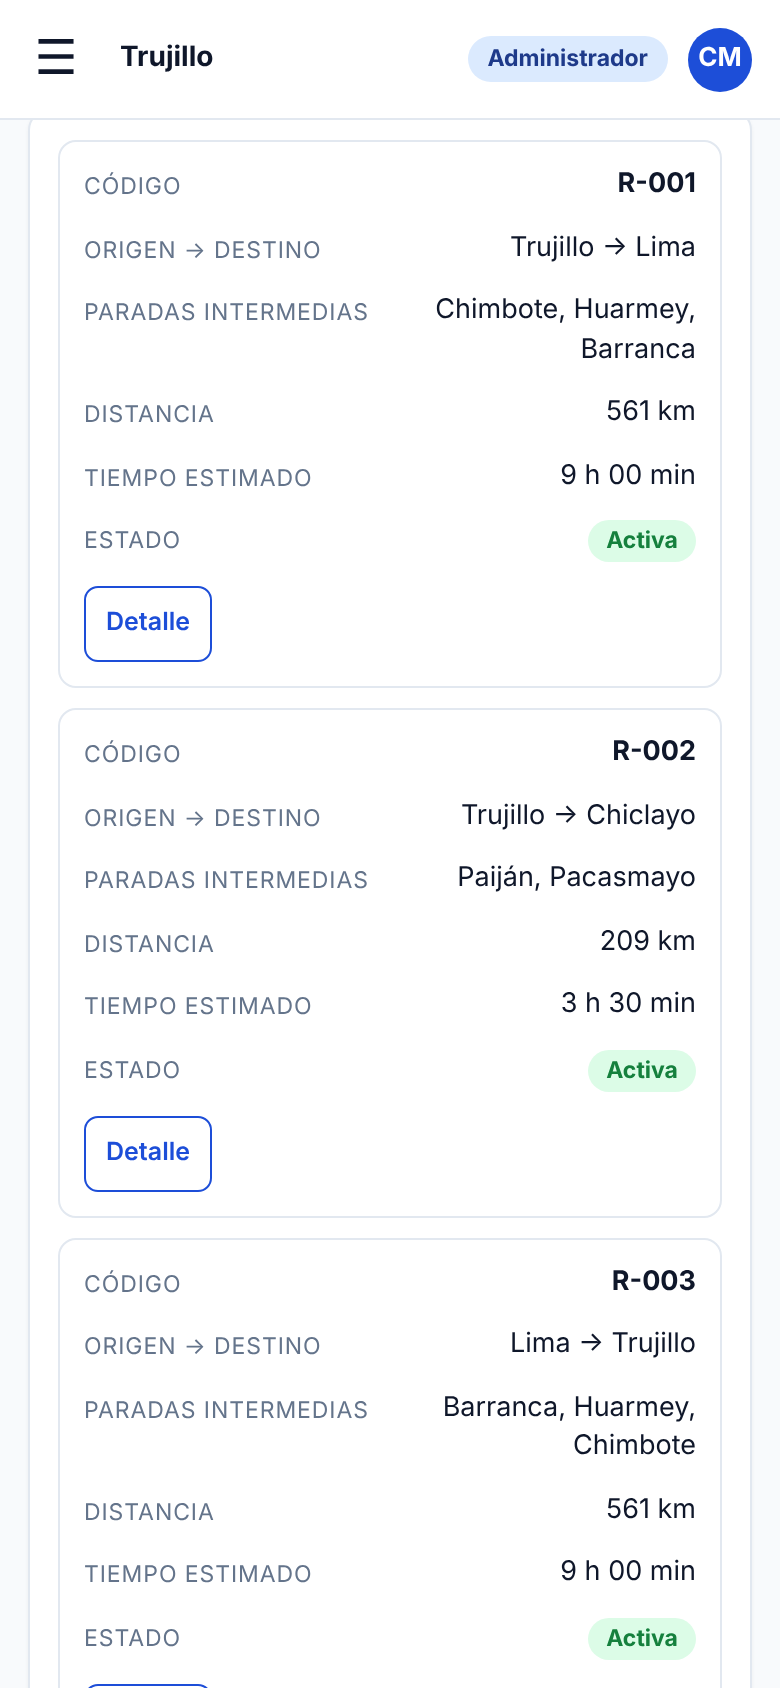 ☰ Trujillo Administrador CM
CÓDIGO R-001
ORIGEN → DESTINO Trujillo → Lima
PARADAS INTERMEDIAS Chimbote, Huarmey,
Barranca
DISTANCIA 561 km
TIEMPO ESTIMADO 9 h 00 min
ESTADO Activa
Detalle
CÓDIGO R-002
ORIGEN → DESTINO Trujillo → Chiclayo
PARADAS INTERMEDIAS Paiján, Pacasmayo
DISTANCIA 209 km
TIEMPO ESTIMADO 3 h 30 min
ESTADO Activa
Detalle
CÓDIGO R-003
ORIGEN → DESTINO Lima → Trujillo
PARADAS INTERMEDIAS Barranca, Huarmey,
Chimbote
DISTANCIA 561 km
TIEMPO ESTIMADO 9 h 00 min
ESTADO Activa